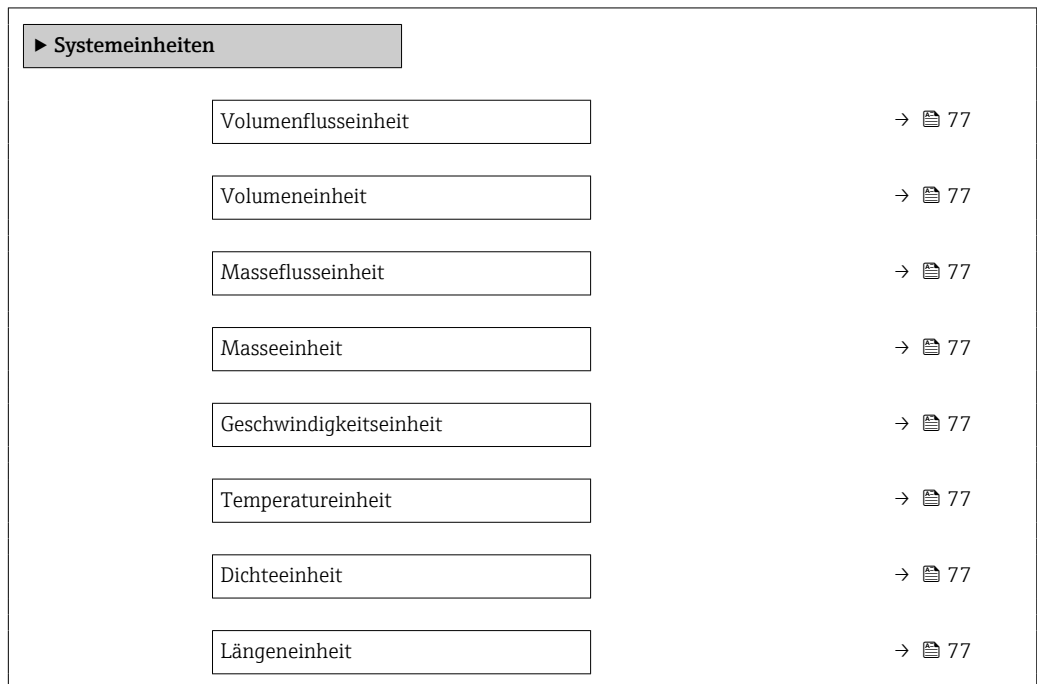 ▶ Systemeinheiten
Volumenflusseinheit → 77
Volumeneinheit → 77
Masseflusseinheit → 77
Masseeinheit → 77
Geschwindigkeitseinheit → 77
Temperatureinheit → 77
Dichteeinheit → 77
Längeneinheit → 77